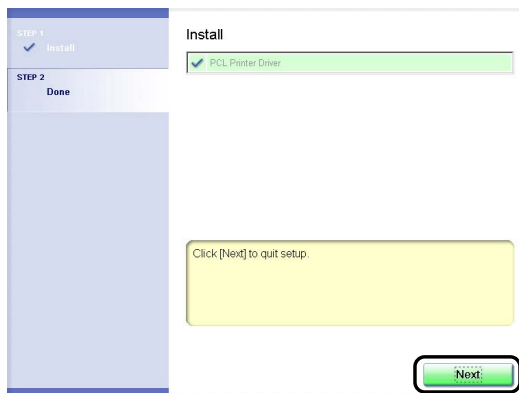 STEP 1
Install
STEP 2
Done
Install
PCL Printer Driver
Click [Next] to quit setup.
Next